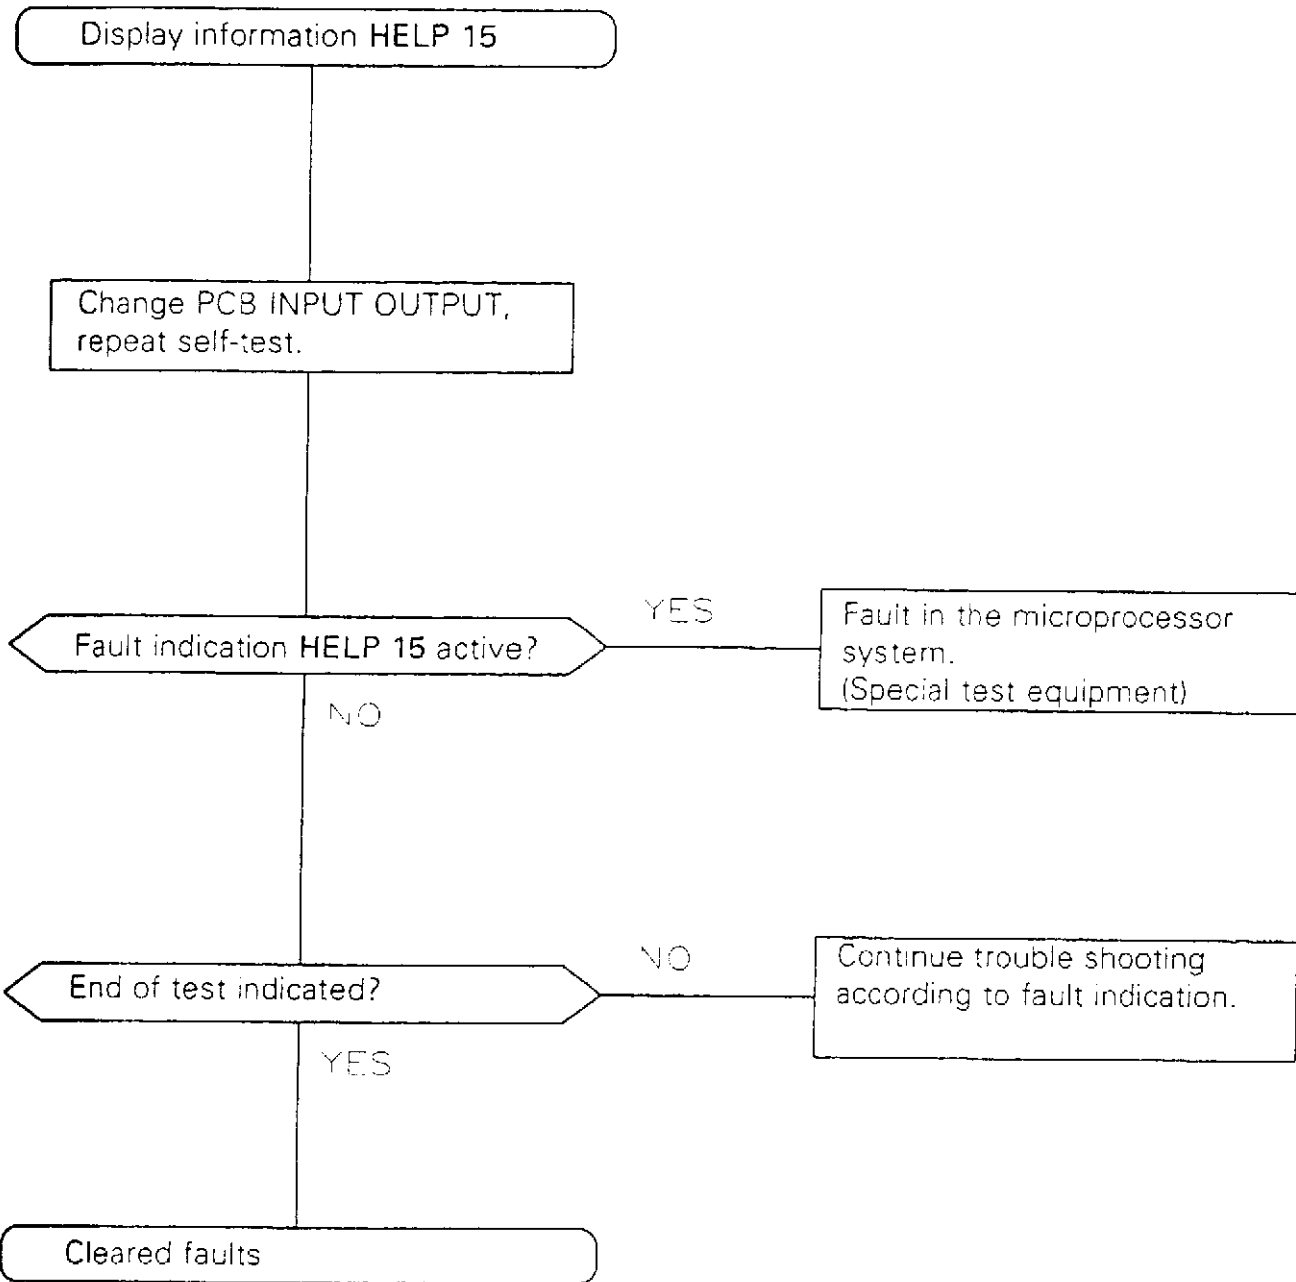 Display information HELP 15
Change PCB INPUT OUTPUT,
repeat self-test.
Fault indication HELP 15 active?
YES
Fault in the microprocessor
system.
(Special test equipment)
NO
End of test indicated?
NO
Continue trouble shooting
according to fault indication.
YES
Cleared faults